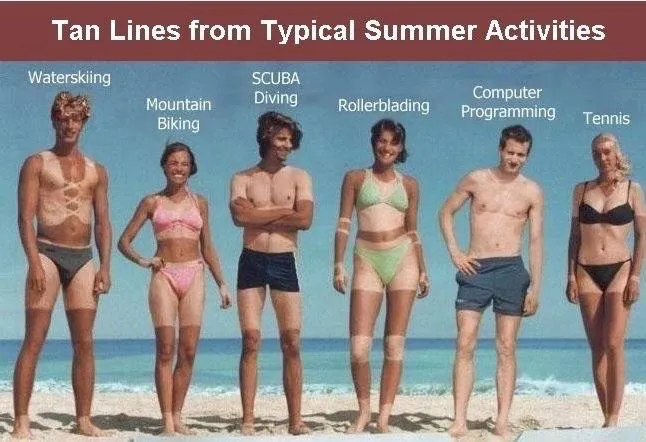 Tan Lines from Typical Summer Activities
Waterskiing
Mountain
Biking
SCUBA
Diving
Rollerblading
Computer
Programming
Tennis